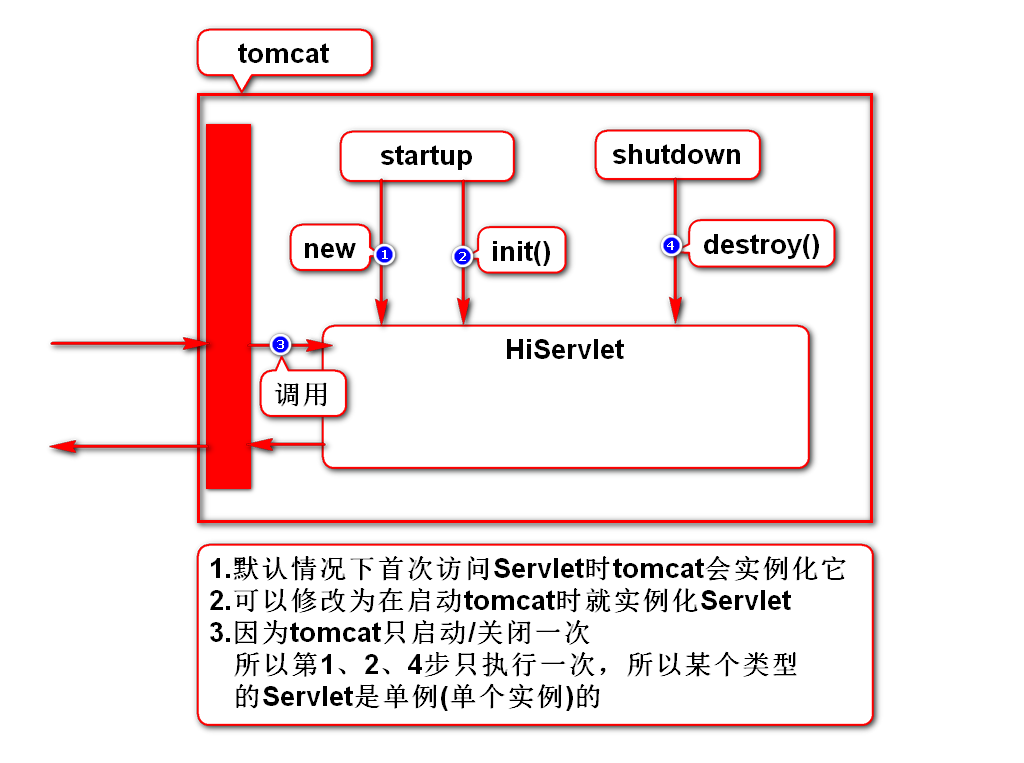 tomcat
startup
shutdown
new
1
2
init()
4
destroy()
3
HiServlet
调用
1.默认情况下首次访问Servlet时tomcat会实例化它
2.可以修改为在启动tomcat时就实例化Servlet
3.因为tomcat只启动/关闭一次
所以第1、2、4步只执行一次，所以某个类型
的Servlet是单例(单个实例)的